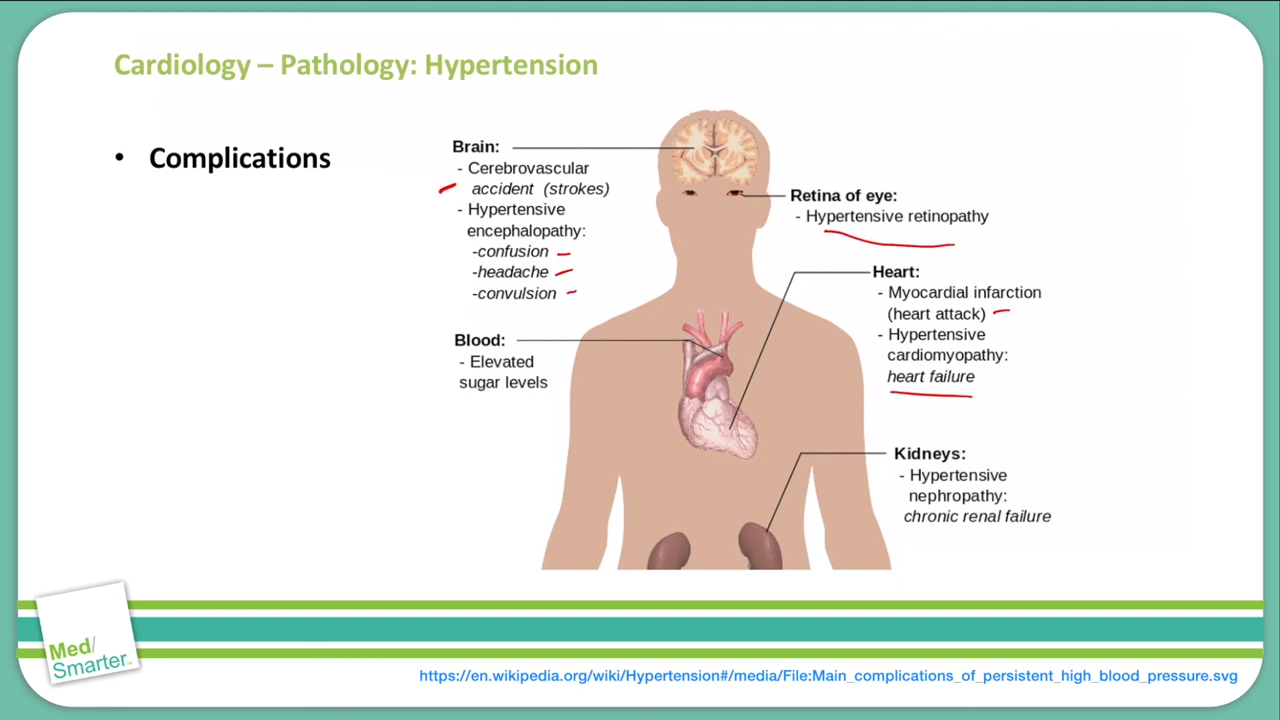 Cardiology – Pathology: Hypertension
• Complications
Brain:
- Cerebrovascular
accident (strokes)
- Hypertensive
encephalopathy:
-confusion
-headache
-convulsion
Blood:
- Elevated
sugar levels
Retina of eye:
- Hypertensive retinopathy
Heart:
- Myocardial infarction
(heart attack)
- Hypertensive
cardiomyopathy:
heart failure
Kidneys:
- Hypertensive
nephropathy:
chronic renal failure
Med/
Smarter™
https://en.wikipedia.org/wiki/Hypertension#/media/File:Main_complications_of_persistent_high_blood_pressure.svg